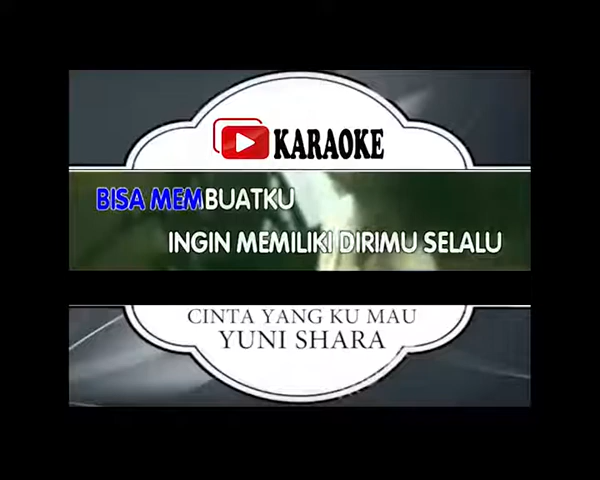 KARAOKE
BISA MEMBUATKU
INGIN MEMILIKI DIRIMU SELALU
CINTA YANG KU MAU
YUNI SHARA